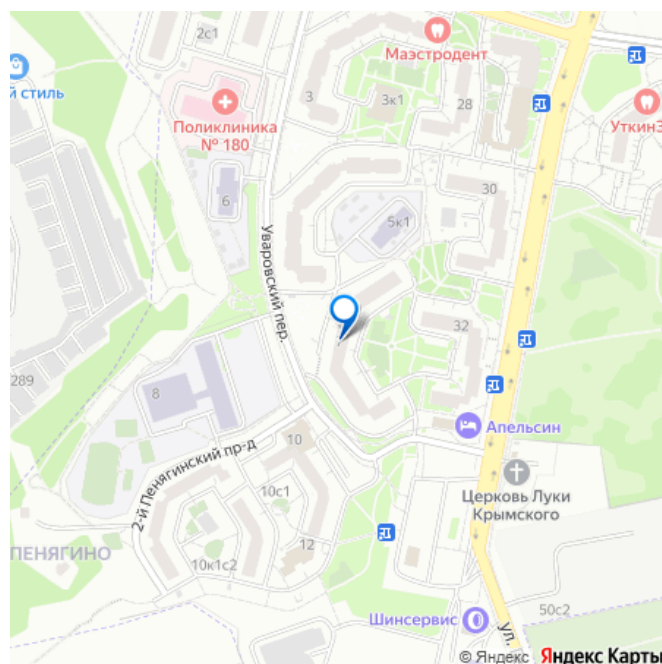 2с1
Маэстродент
й стиль
3
3к1
28
Поликлиника
№ 180
УткинЗ
6
30
5к1
Уваровский пер.
32
289
8
Апельсин
2-й Пенягинский пр-д
10
10с1
Церковь Луки
Крымского
ПЕНЯГИНО
10к1с2
12
50с2
Шинсервис
Ул.
© Яндекс Яндекс Карты